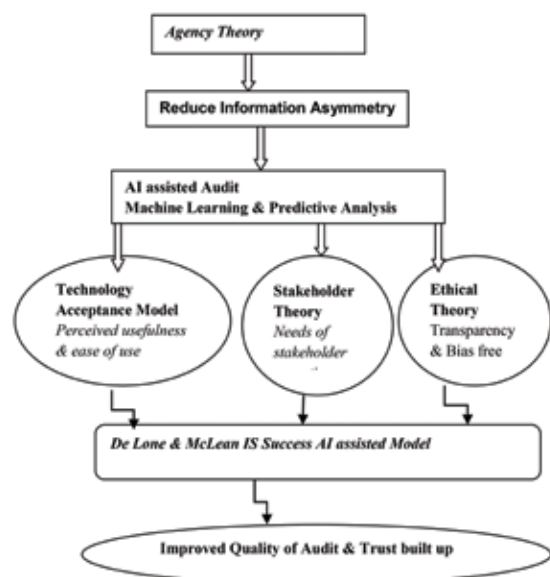 Agency Theory
Reduce Information Asymmetry
AI assisted Audit
Machine Learning & Predictive Analysis
Technology
Acceptance Model
Perceived usefulness
& ease of use
Stakeholder
Theory
Needs of
stakeholder
Ethical
Theory
Transparency
& Bias free
De Lone & McLean IS Success AI assisted Model
Improved Quality of Audit & Trust built up